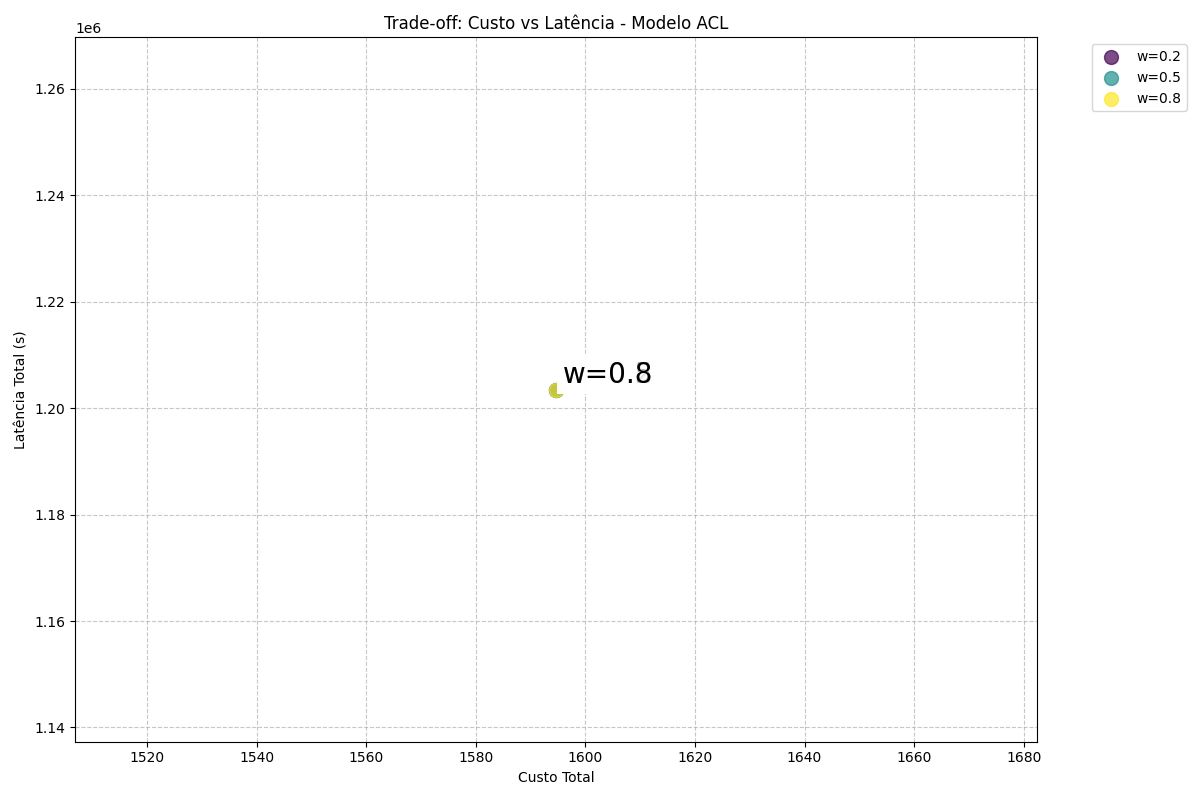 Trade-off: Custo vs Latência - Modelo ACL
1e6
w=0.2
w=0.5
w=0.8
1.26
1.24
1.22
1.20
1.18
1.16
1.14
Latência Total (s)
w=0.8
1520 1540 1560 1580 1600 1620 1640 1660 1680
Custo Total